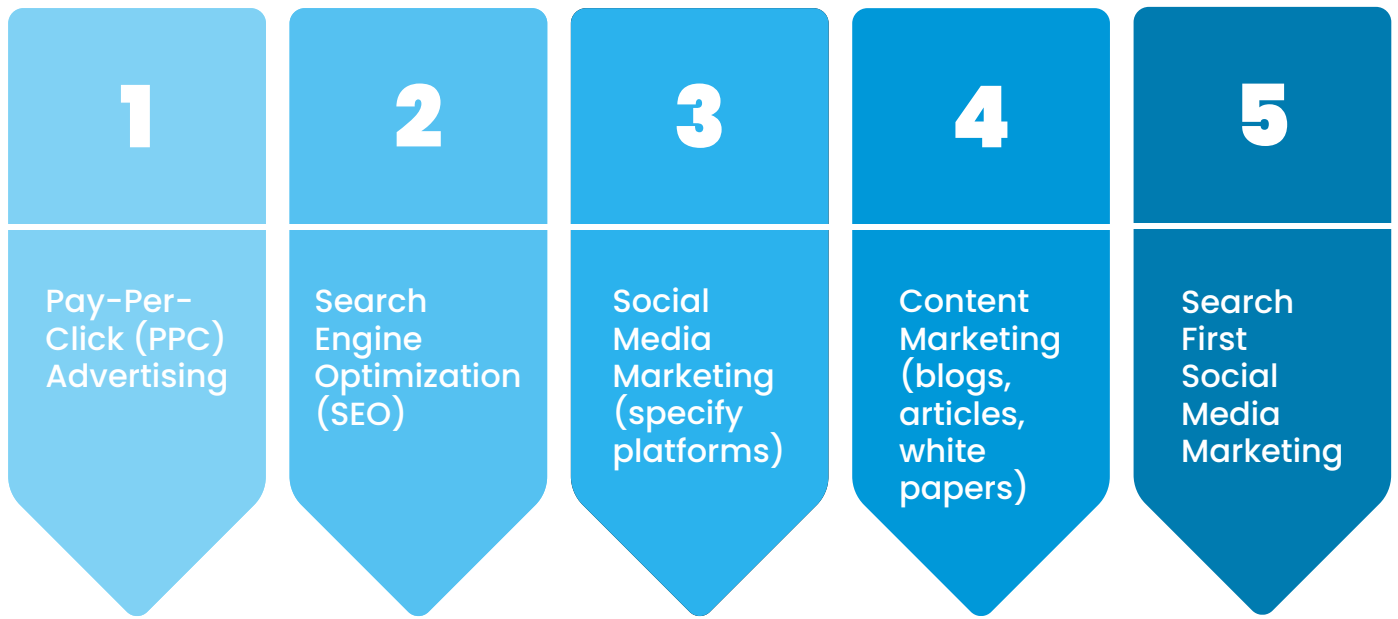 1
Pay-Per-
Click (PPC)
Advertising
2
Search
Engine
Optimization
(SEO)
3
Social
Media
Marketing
(specify
platforms)
4
Content
Marketing
(blogs,
articles,
white
papers)
5
Search
First
Social
Media
Marketing